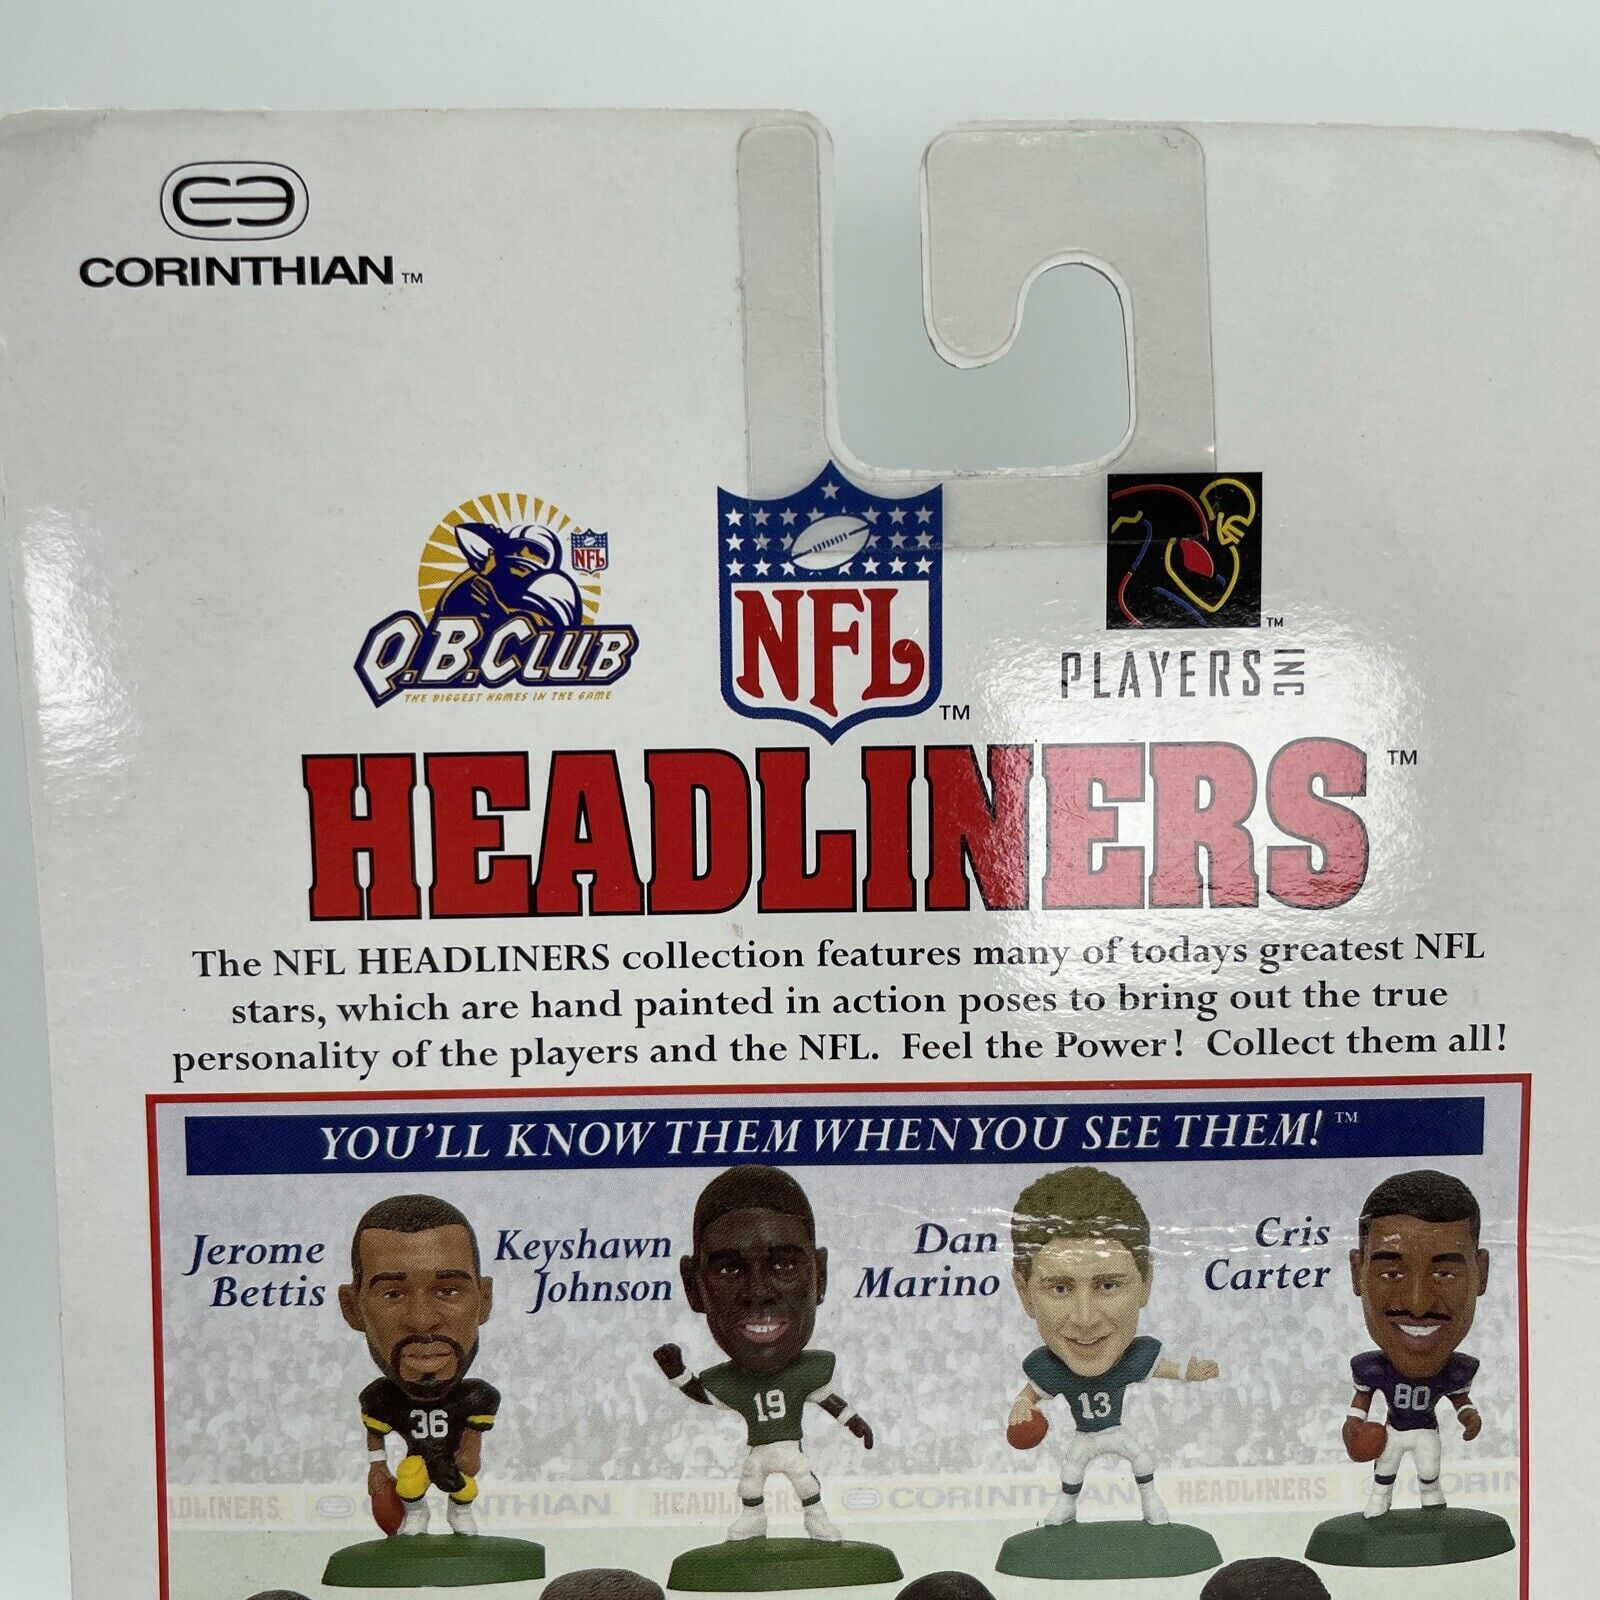 CORINTHIAN™
NFL
Q.B.CLUB
THE BIGGEST NAMES IN THE GAME
NFL™
™
PLAYERS INC
HEADLINERS™
The NFL HEADLINERS collection features many of todays greatest NFL
stars, which are hand painted in action poses to bring out the true
personality of the players and the NFL. Feel the Power! Collect them all!
YOU'LL KNOW THEM WHEN YOU SEE THEM!™
Jerome
Bettis
Keyshawn
Johnson
Dan
Marino
Cris
Carter
36
19
13
80
ADLINERS CORINTHIAN HEADLINERS CORINTHIAN HEADLINERS CORIN